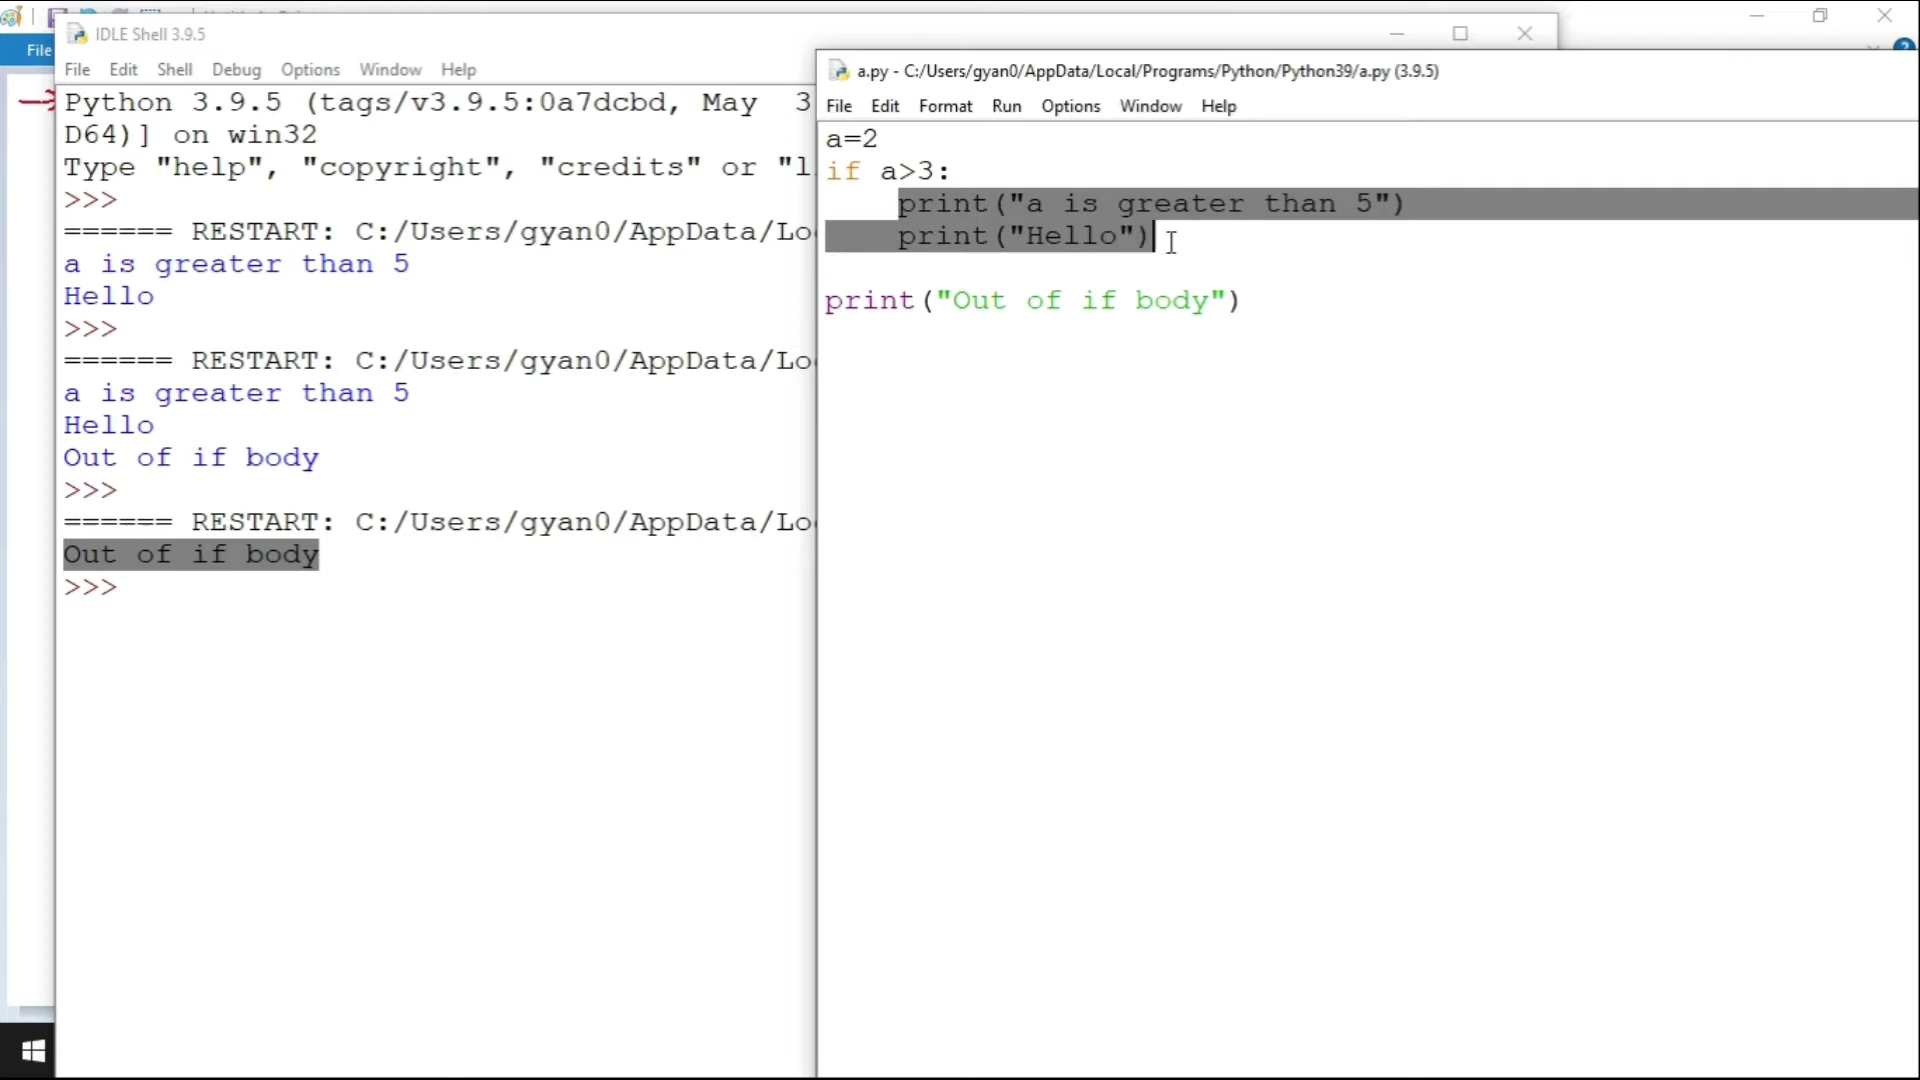 File
IDLE Shell 3.9.5
File Edit Shell Debug Options Window Help
Python 3.9.5 (tags/v3.9.5:0a7dcbd, May 3
D64)] on win32
Type "help", "copyright", "credits" or "l
>>>
====== RESTART: C:/Users/gyan0/AppData/Lo
a is greater than 5
Hello
>>>
====== RESTART: C:/Users/gyan0/AppData/Lo
a is greater than 5
Hello
Out of if body
>>>
====== RESTART: C:/Users/gyan0/AppData/Lo
Out of if body
>>>
a.py - C:/Users/gyan0/AppData/Local/Programs/Python/Python39/a.py (3.9.5)
File Edit Format Run Options Window Help
a=2
if a>3:
    print("a is greater than 5")
    print("Hello")
print("Out of if body")